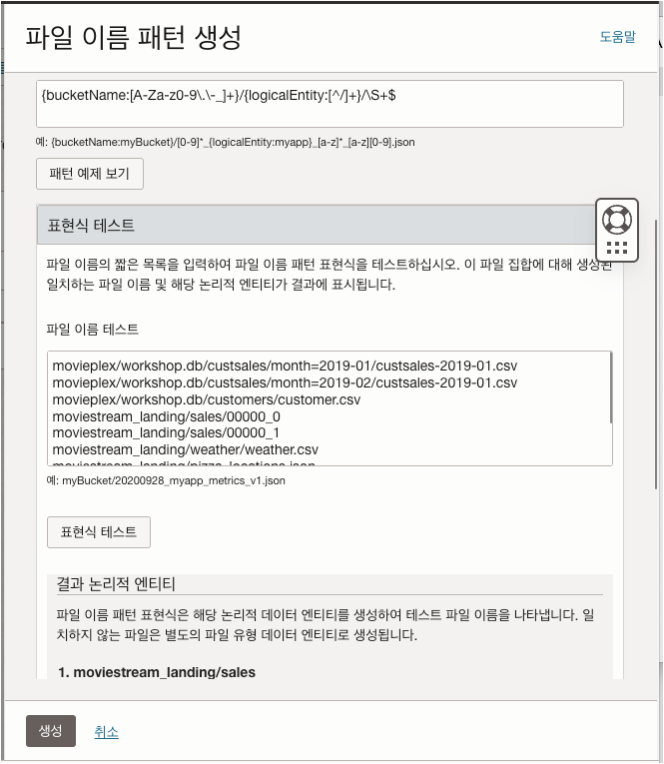 파일 이름 패턴 생성
도움말
{bucketName:[A-Za-z0-9\.\-_]+}/{logicalEntity:[^/]+}/\S+$
예: {bucketName:myBucket}/[0-9]*_{logicalEntity:myapp}_[a-z]*_[a-z][0-9].json
패턴 예제 보기
표현식 테스트
파일 이름의 짧은 목록을 입력하여 파일 이름 패턴 표현식을 테스트하십시오. 이 파일 집합에 대해 생성된
일치하는 파일 이름 및 해당 논리적 엔티티가 결과에 표시됩니다.
파일 이름 테스트
movieplex/workshop.db/custsales/month=2019-01/custsales-2019-01.csv
movieplex/workshop.db/custsales/month=2019-02/custsales-2019-01.csv
movieplex/workshop.db/customers/customer.csv
moviestream_landing/sales/00000_0
moviestream_landing/sales/00000_1
moviestream_landing/weather/weather.csv
moviestream_landing/pizza_locations.json
예: myBucket/20200928_myapp_metrics_v1.json
표현식 테스트
결과 논리적 엔티티
파일 이름 패턴 표현식은 해당 논리적 데이터 엔티티를 생성하여 테스트 파일 이름을 나타냅니다. 일
치하지 않는 파일은 별도의 파일 유형 데이터 엔티티로 생성됩니다.
1. moviestream_landing/sales
생성
취소